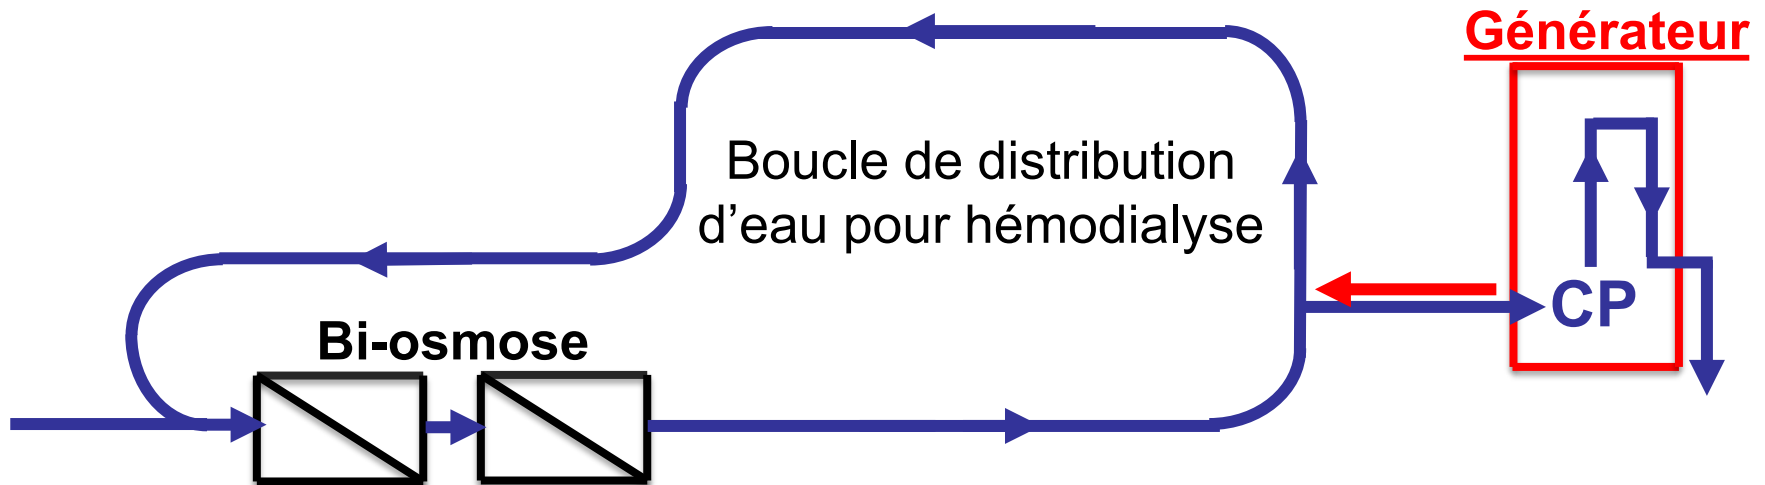 Générateur
Boucle de distribution
d’eau pour hémodialyse
CP
Bi-osmose